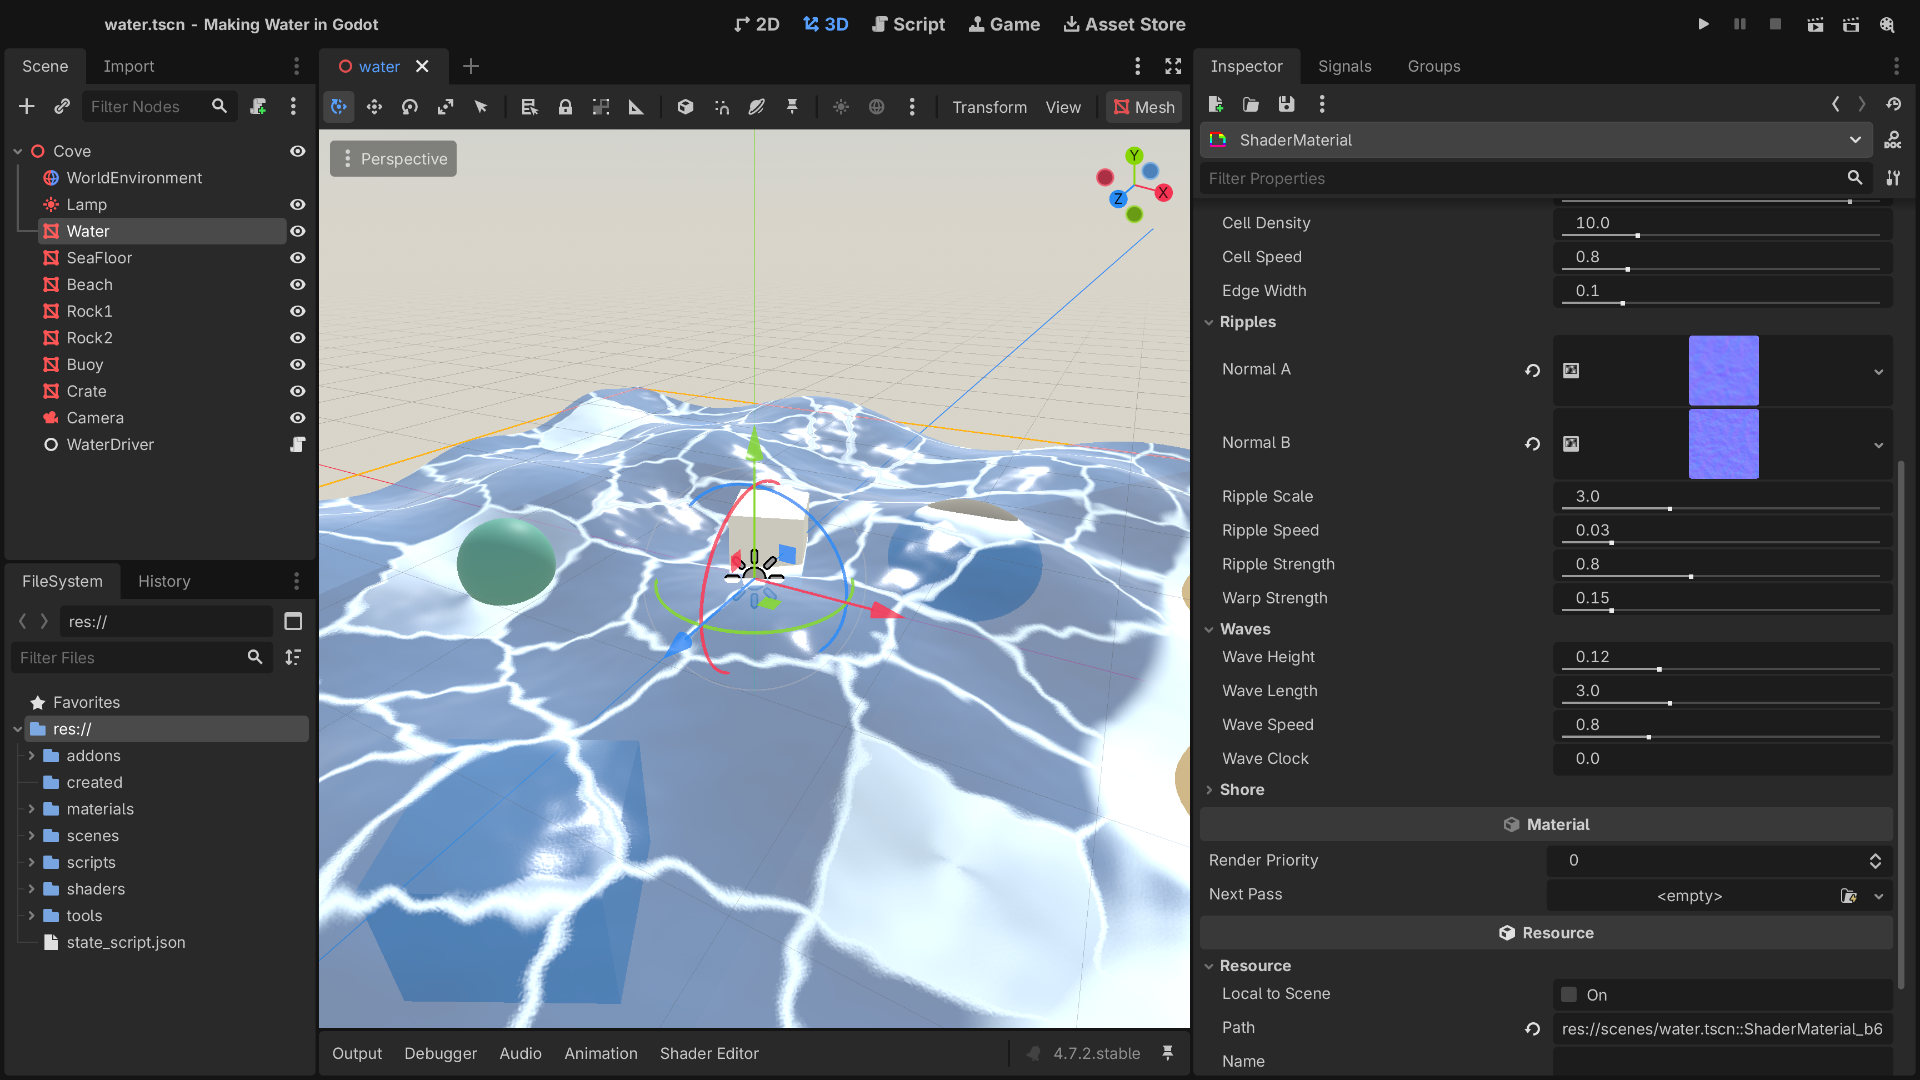 water.tscn - Making Water in Godot
2D
3D
Script
Game
Asset Store
Scene
Import
Filter Nodes
Cove
WorldEnvironment
Lamp
Water
SeaFloor
Beach
Rock1
Rock2
Buoy
Crate
Camera
WaterDriver
FileSystem
History
res://
Filter Files
Favorites
res://
addons
created
materials
scenes
scripts
shaders
tools
state_script.json
water
Transform
View
Mesh
Perspective
Y
X
Z
Output
Debugger
Audio
Animation
Shader Editor
4.7.2.stable
Inspector
Signals
Groups
ShaderMaterial
DOC
Filter Properties
Cell Density 10.0
Cell Speed 0.8
Edge Width 0.1
Ripples
Normal A
Normal B
Ripple Scale 3.0
Ripple Speed 0.03
Ripple Strength 0.8
Warp Strength 0.15
Waves
Wave Height 0.12
Wave Length 3.0
Wave Speed 0.8
Wave Clock 0.0
Shore
Material
Render Priority 0
Next Pass <empty>
Resource
Resource
Local to Scene On
Path res://scenes/water.tscn::ShaderMaterial_b6
Name